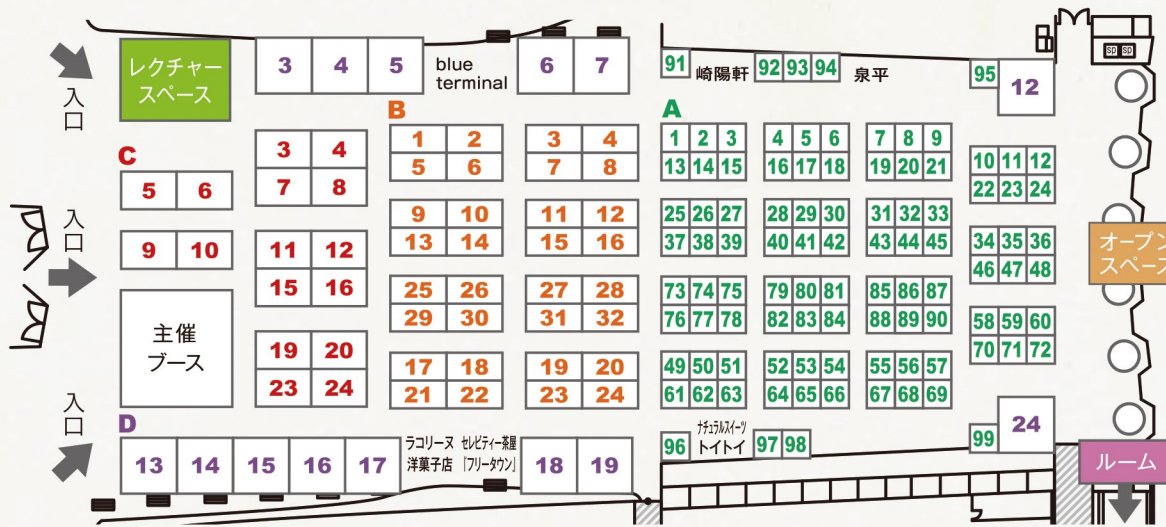 レクチャー
スペース
3 4 5
blue
terminal
6 7
91
崎陽軒
92 93 94
泉平
95
12
SD SD
入口
C
5 6
9 10
3 4
7 8
11 12
15 16
19 20
23 24
入口
主催
ブース
入口
B
1 2
5 6
3 4
7 8
9 10
13 14
11 12
15 16
25 26
29 30
27 28
31 32
17 18
21 22
19 20
23 24
A
1 2 3
13 14 15
4 5 6
16 17 18
7 8 9
19 20 21
10 11 12
22 23 24
25 26 27
37 38 39
28 29 30
40 41 42
31 32 33
43 44 45
34 35 36
46 47 48
73 74 75
76 77 78
79 80 81
82 83 84
85 86 87
88 89 90
58 59 60
70 71 72
49 50 51
61 62 63
52 53 54
64 65 66
55 56 57
67 68 69
オープン
スペース
D
13 14 15 16 17
ラコリーヌ
洋菓子店
セレビティー茶屋
「フリータウン」
18 19
96
ナチュラルスイーツ
トイトイ
97 98
99
24
ルーム